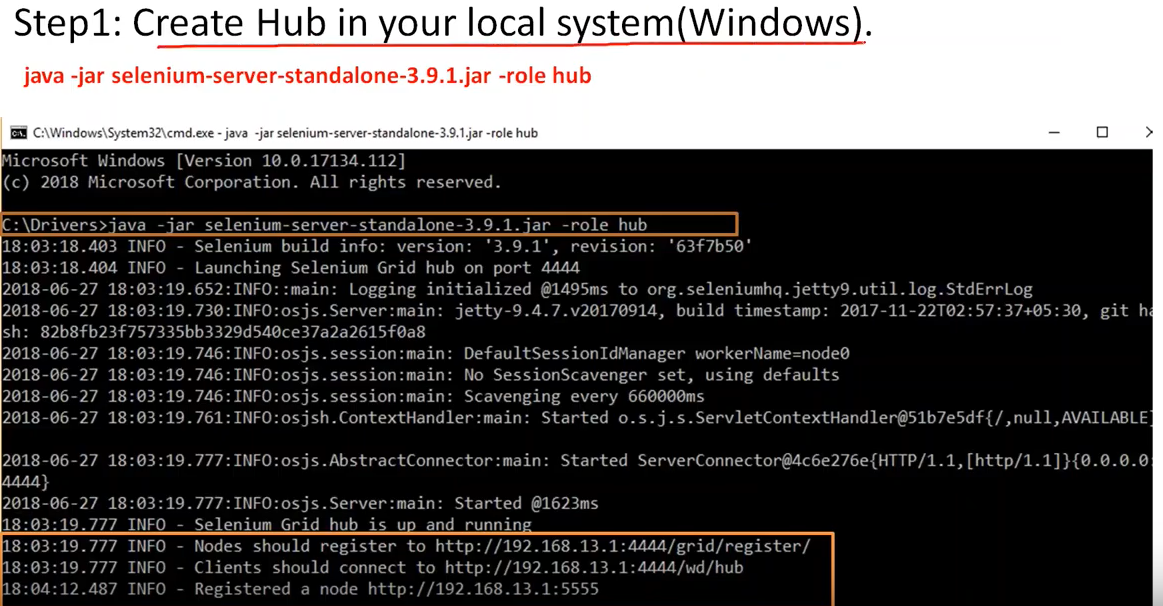 Step1: Create Hub in your local system(Windows).
java -jar selenium-server-standalone-3.9.1.jar -role hub
C:\Windows\System32\cmd.exe - java  -jar selenium-server-standalone-3.9.1.jar -role hub
Microsoft Windows [Version 10.0.17134.112]
(c) 2018 Microsoft Corporation. All rights reserved.
C:\Drivers>java -jar selenium-server-standalone-3.9.1.jar -role hub
18:03:18.403 INFO - Selenium build info: version: '3.9.1', revision: '63f7b50'
18:03:18.404 INFO - Launching Selenium Grid hub on port 4444
2018-06-27 18:03:19.652:INFO::main: Logging initialized @1495ms to org.seleniumhq.jetty9.util.log.StdErrLog
2018-06-27 18:03:19.730:INFO:osjs.Server:main: jetty-9.4.7.v20170914, build timestamp: 2017-11-22T02:57:37+05:30, git ha
sh: 82b8fb23f757335bb3329d540ce37a2a2615f0a8
2018-06-27 18:03:19.746:INFO:osjs.session:main: DefaultSessionIdManager workerName=node0
2018-06-27 18:03:19.746:INFO:osjs.session:main: No SessionScavenger set, using defaults
2018-06-27 18:03:19.746:INFO:osjs.session:main: Scavenging every 660000ms
2018-06-27 18:03:19.761:INFO:osjsh.ContextHandler:main: Started o.s.j.s.ServletContextHandler@51b7e5df{/,null,AVAILABLE}
2018-06-27 18:03:19.777:INFO:osjs.AbstractConnector:main: Started ServerConnector@4c6e276e{HTTP/1.1,[http/1.1]}{0.0.0.0:
4444}
2018-06-27 18:03:19.777:INFO:osjs.Server:main: Started @1623ms
18:03:19.777 INFO - Selenium Grid hub is up and running
18:03:19.777 INFO - Nodes should register to http://192.168.13.1:4444/grid/register/
18:03:19.777 INFO - Clients should connect to http://192.168.13.1:4444/wd/hub
18:04:12.487 INFO - Registered a node http://192.168.13.1:5555